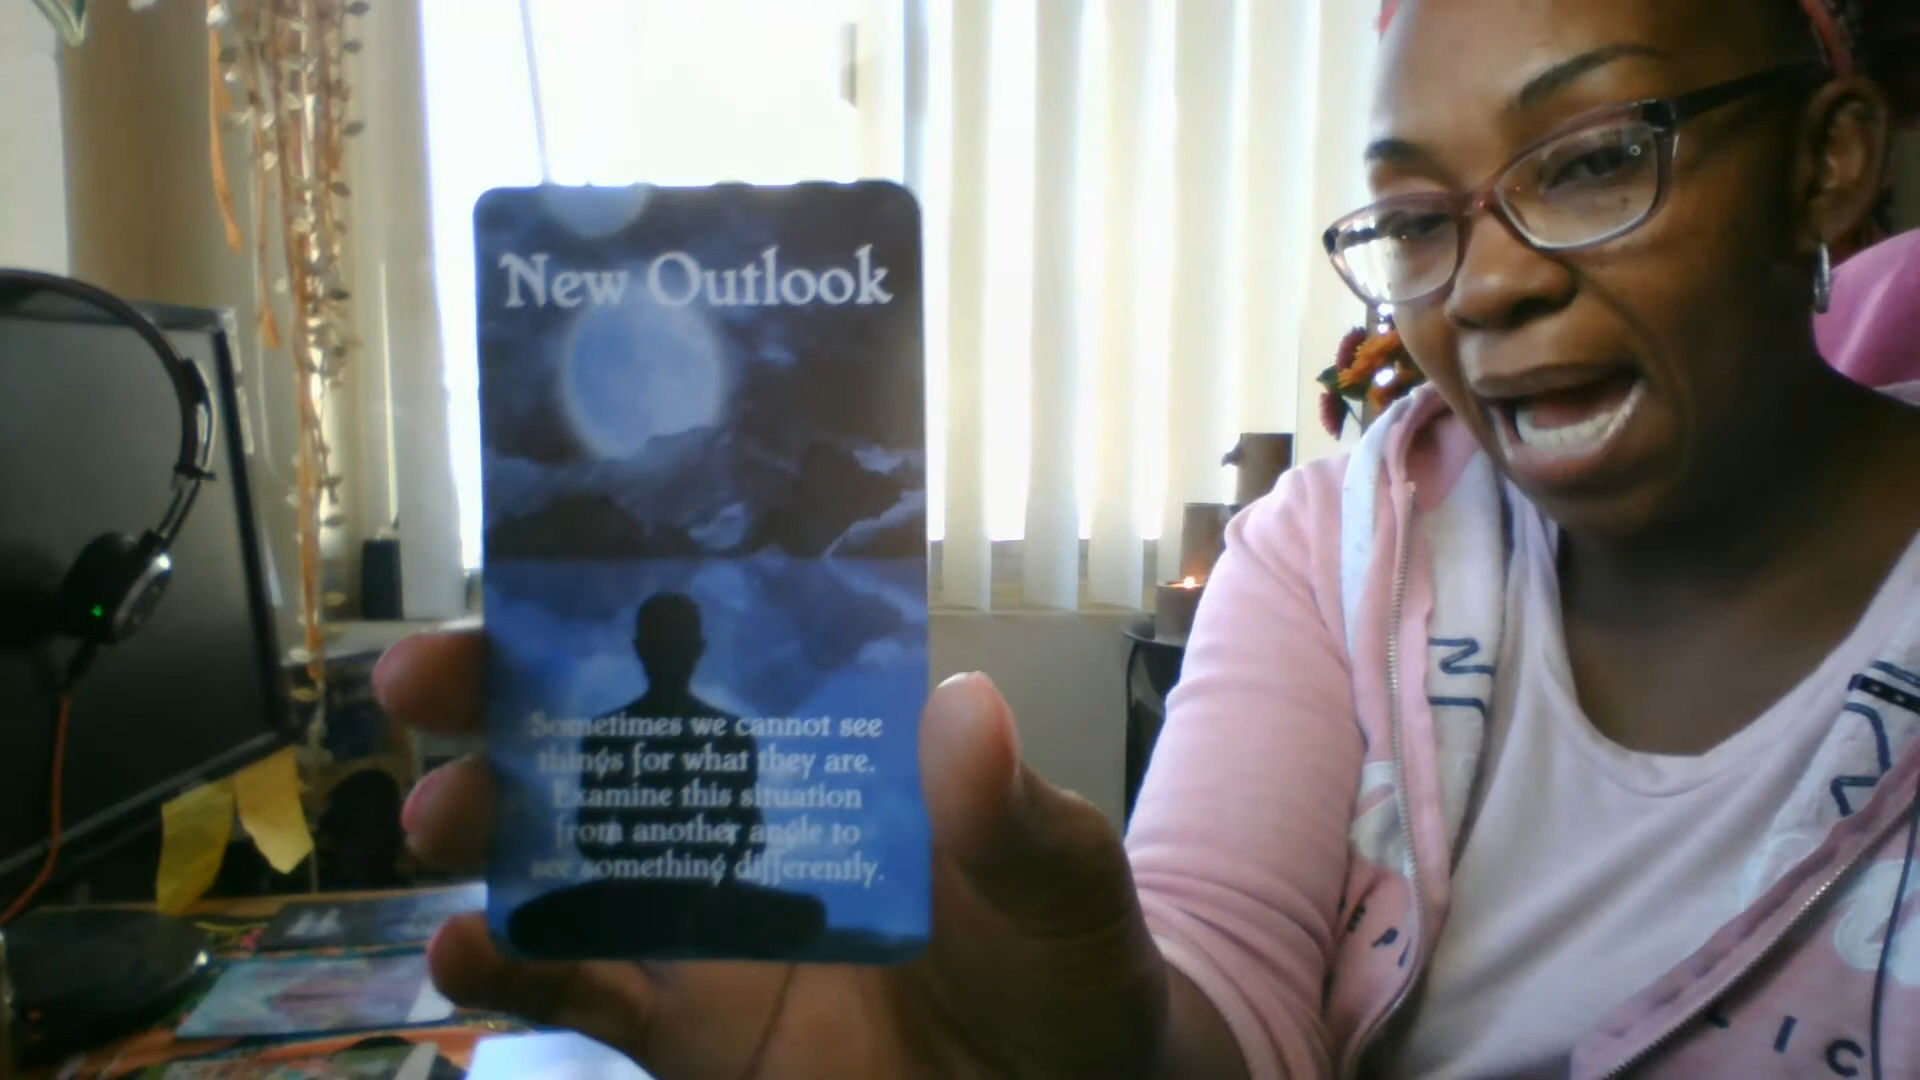 New Outlook
Sometimes we cannot see
things for what they are.
Examine this situation
from another angle to
see something differently.